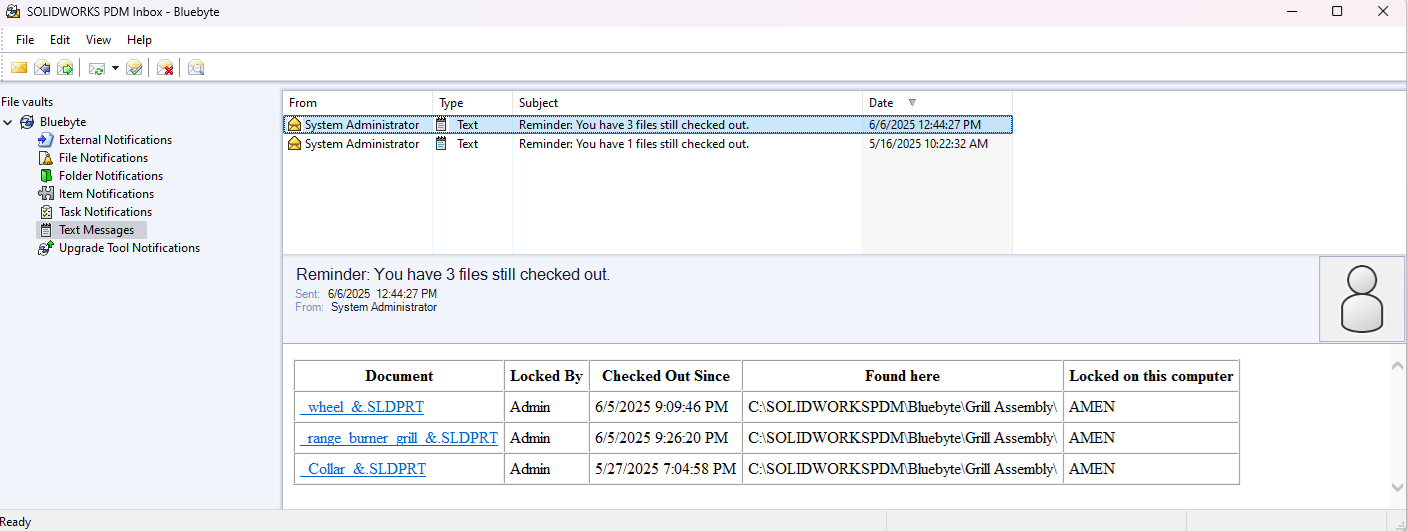 SOLIDWORKS PDM Inbox - Bluebyte
File Edit View Help
File vaults
Bluebyte
External Notifications
File Notifications
Folder Notifications
Item Notifications
Task Notifications
Text Messages
Upgrade Tool Notifications
From Type Subject Date
System Administrator Text Reminder: You have 3 files still checked out. 6/6/2025 12:44:27 PM
System Administrator Text Reminder: You have 1 files still checked out. 5/16/2025 10:22:32 AM
Reminder: You have 3 files still checked out.
Sent: 6/6/2025 12:44:27 PM
From: System Administrator
Document Locked By Checked Out Since Found here Locked on this computer
_wheel_&.SLDPRT Admin 6/5/2025 9:09:46 PM C:\SOLIDWORKSPDM\Bluebyte\Grill Assembly\ AMEN
_range_burner_grill_&.SLDPRT Admin 6/5/2025 9:26:20 PM C:\SOLIDWORKSPDM\Bluebyte\Grill Assembly\ AMEN
_Collar_&.SLDPRT Admin 5/27/2025 7:04:58 PM C:\SOLIDWORKSPDM\Bluebyte\Grill Assembly\ AMEN
Ready